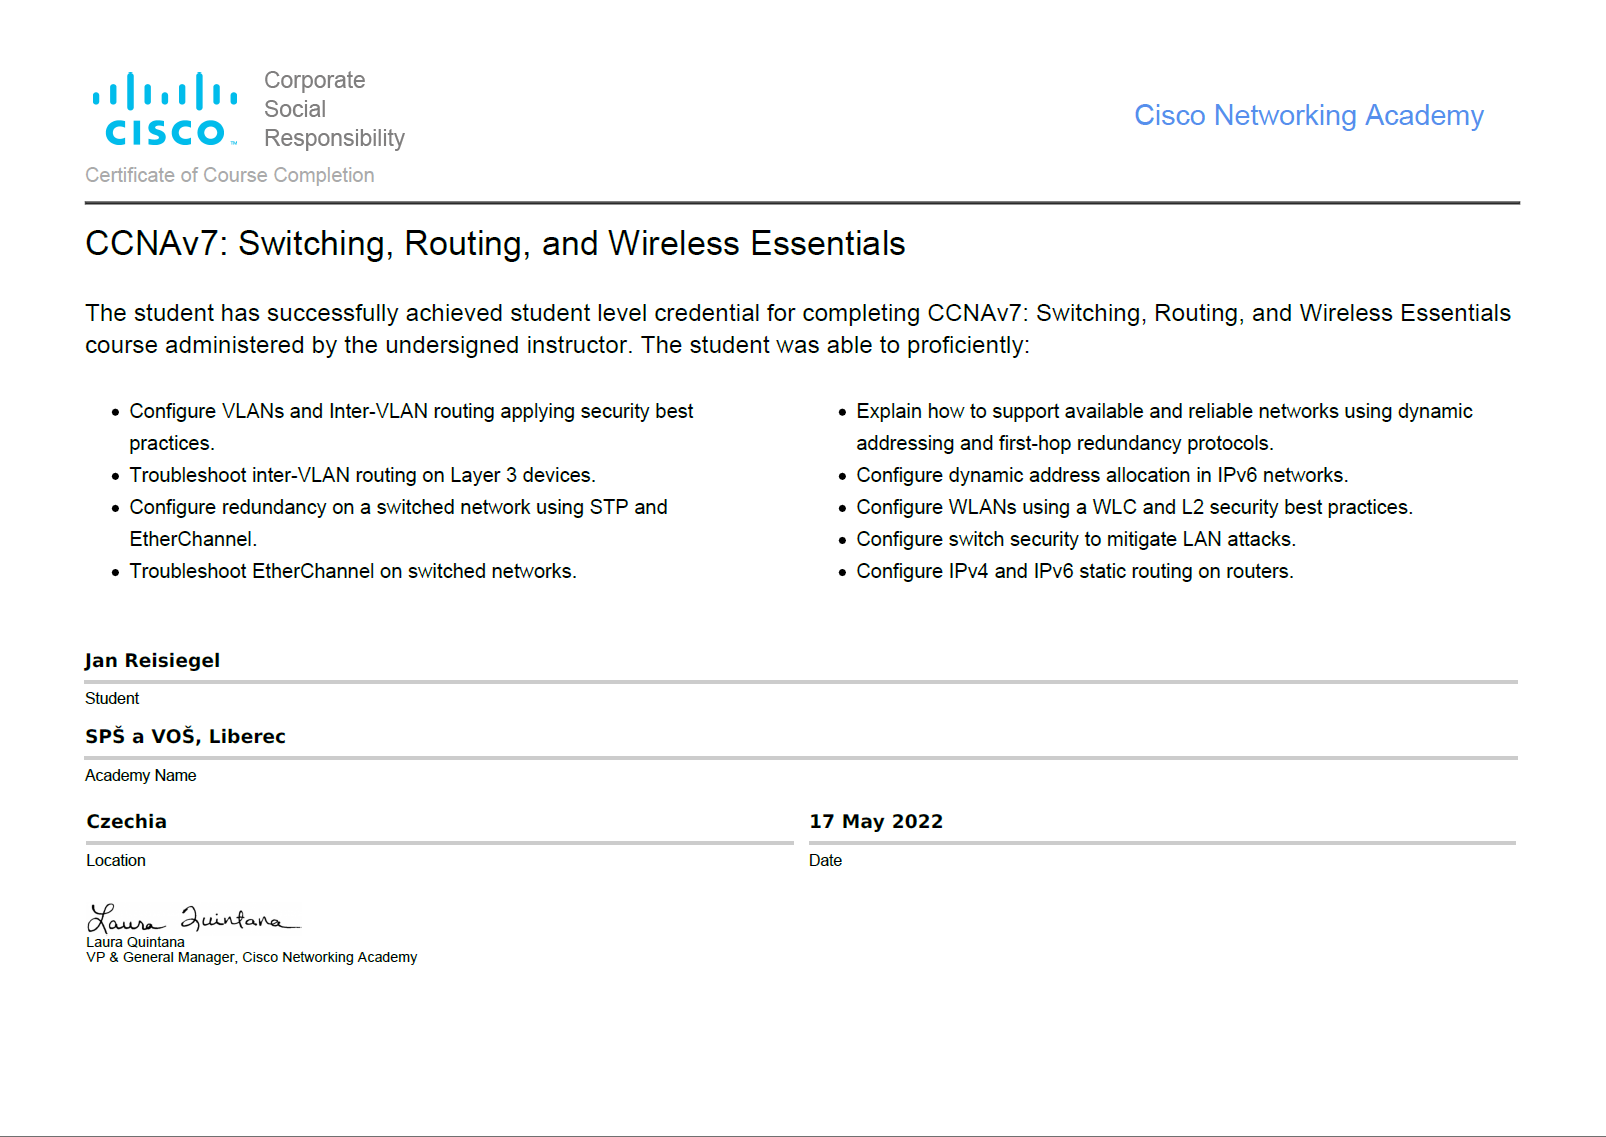 Corporate
Social
Responsibility
CISCO™
Cisco Networking Academy
Certificate of Course Completion
CCNAv7: Switching, Routing, and Wireless Essentials
The student has successfully achieved student level credential for completing CCNAv7: Switching, Routing, and Wireless Essentials
course administered by the undersigned instructor. The student was able to proficiently:
• Configure VLANs and Inter-VLAN routing applying security best
practices.
• Troubleshoot inter-VLAN routing on Layer 3 devices.
• Configure redundancy on a switched network using STP and
EtherChannel.
• Troubleshoot EtherChannel on switched networks.
• Explain how to support available and reliable networks using dynamic
addressing and first-hop redundancy protocols.
• Configure dynamic address allocation in IPv6 networks.
• Configure WLANs using a WLC and L2 security best practices.
• Configure switch security to mitigate LAN attacks.
• Configure IPv4 and IPv6 static routing on routers.
Jan Reisiegel
Student
SPŠ a VOŠ, Liberec
Academy Name
Czechia
Location
17 May 2022
Date
Laura Quintana
Laura Quintana
VP & General Manager, Cisco Networking Academy